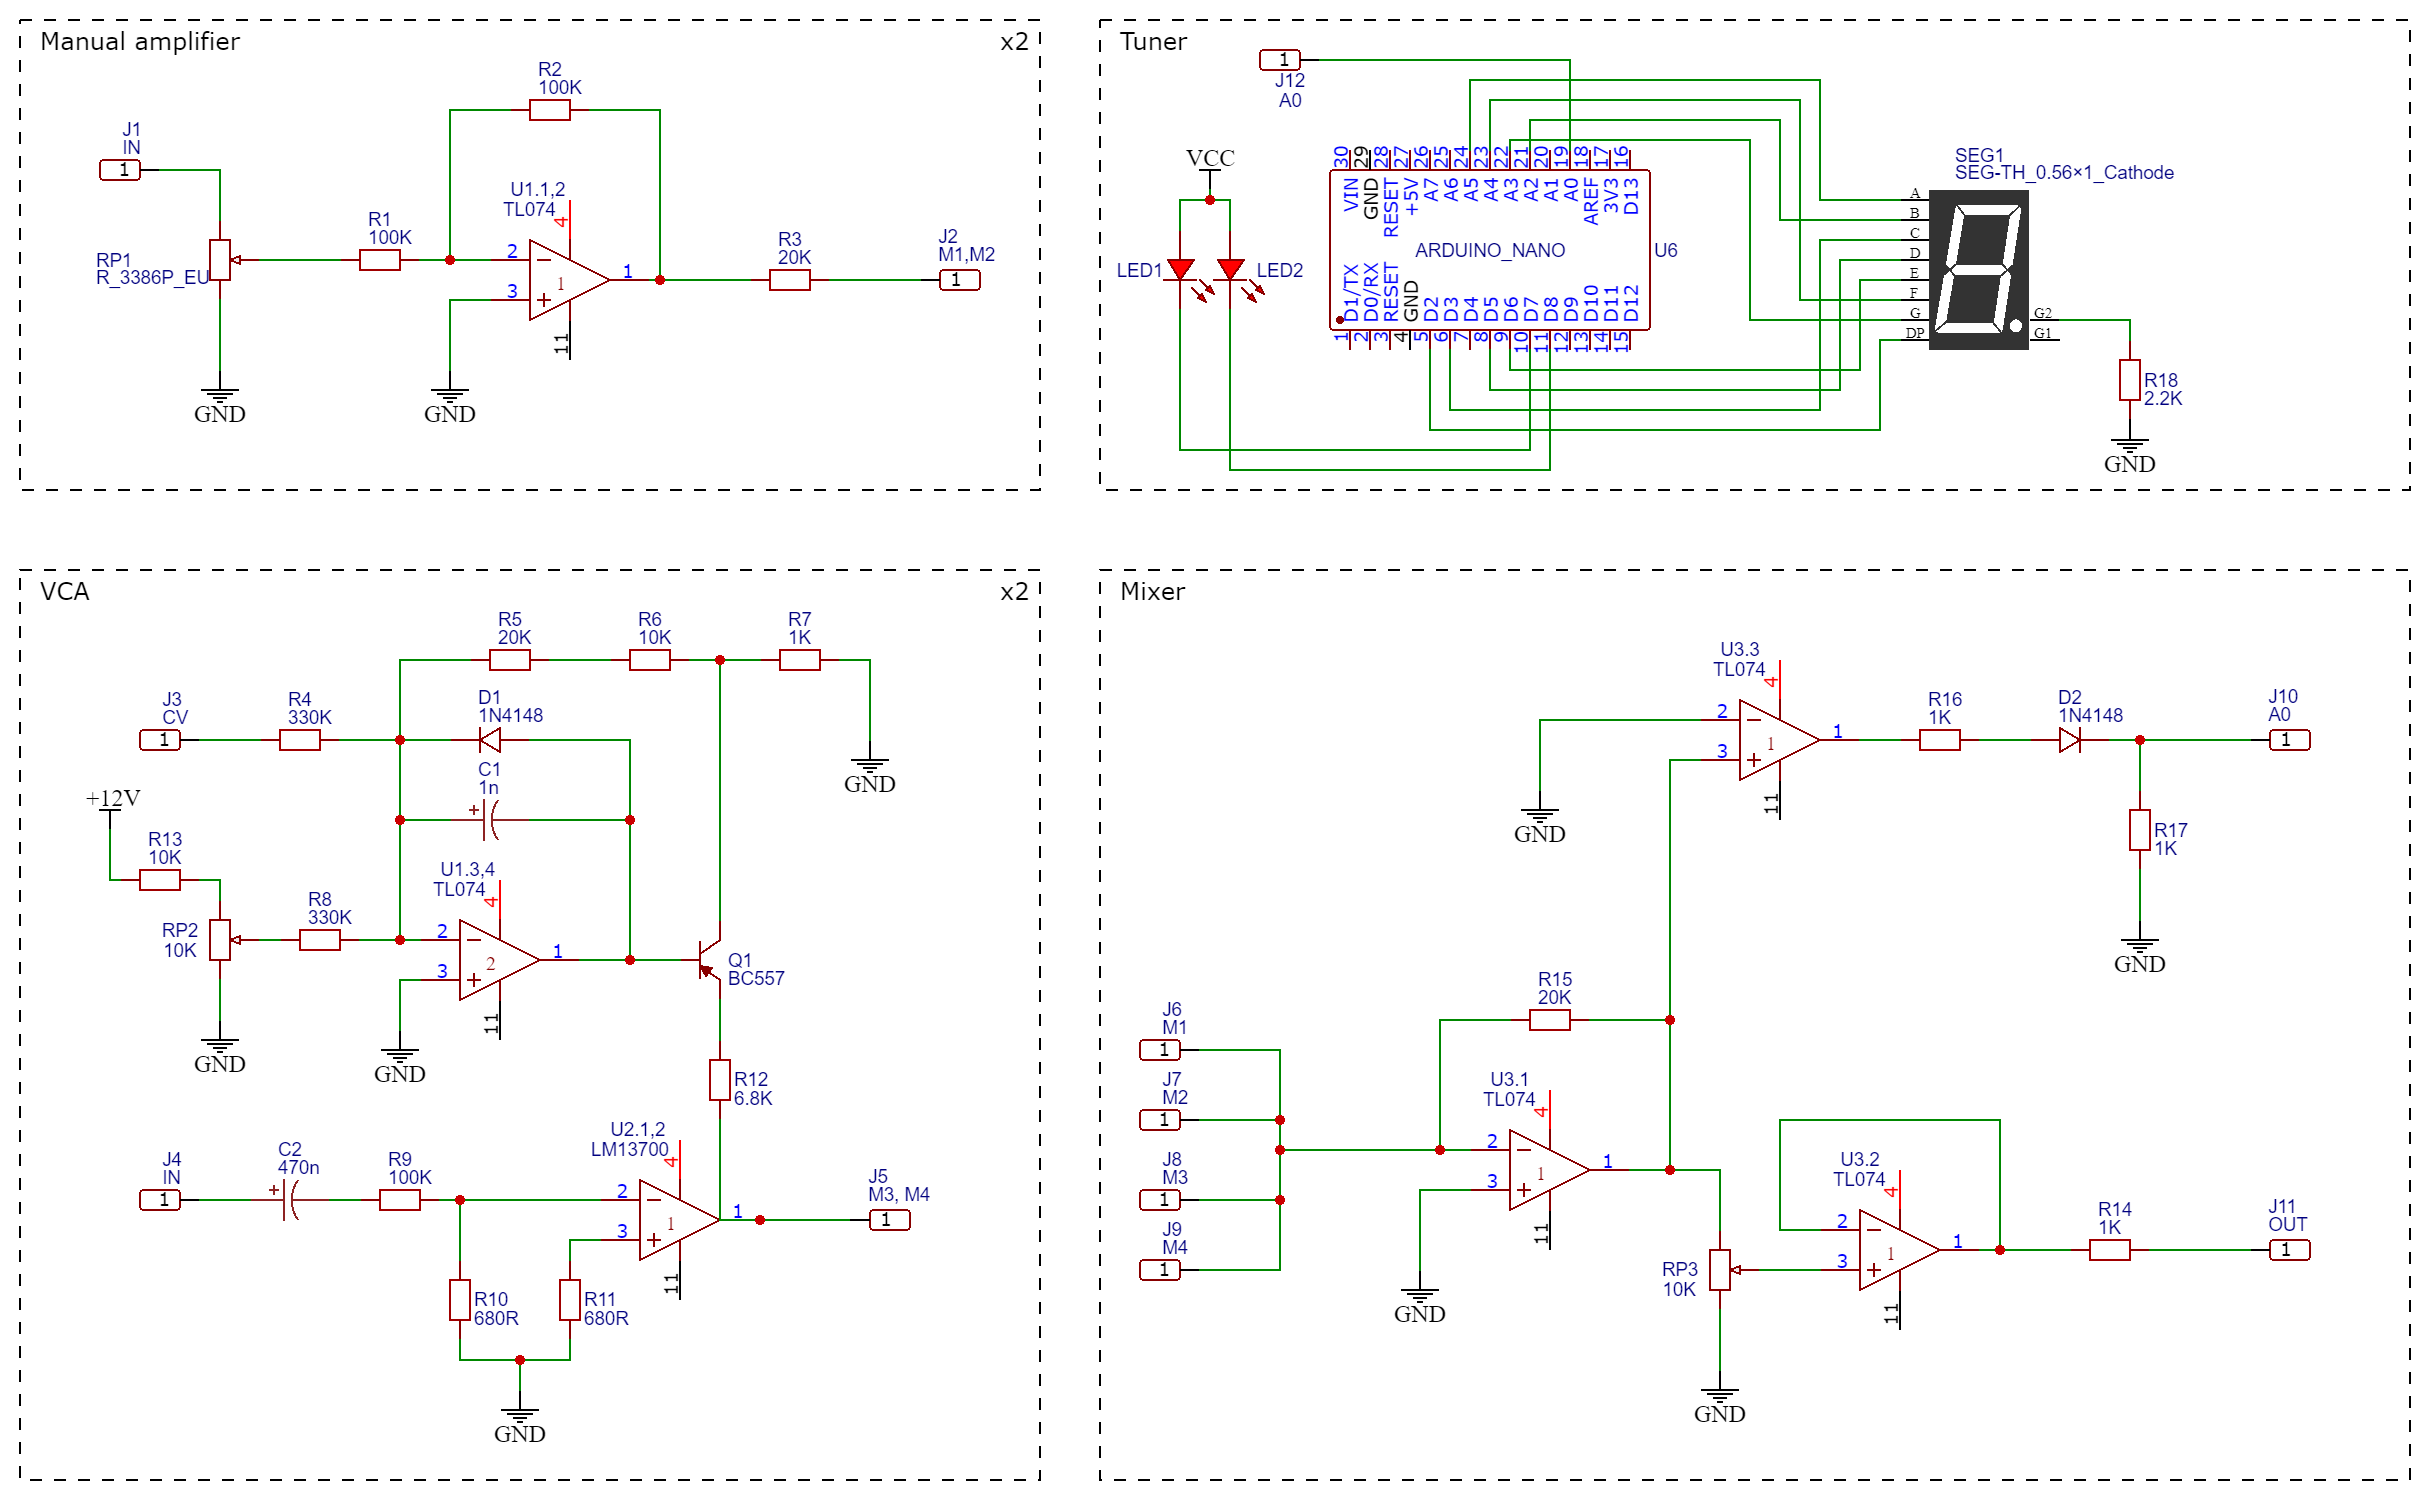 Manual amplifier
x2
R2
100K
J1
IN
1
U1.1,2
TL074
4
R1
100K
2
3
1
1
11
R3
20K
J2
M1,M2
1
RP1
R_3386P_EU
GND
GND
Tuner
1
J12
A0
VCC
LED1
LED2
30 29 28 27 26 25 24 23 22 21 20 19 18 17 16
VIN GND RESET +5V A7 A6 A5 A4 A3 A2 A1 A0 AREF 3V3 D13
ARDUINO_NANO
U6
D1/TX D0/RX RESET GND D2 D3 D4 D5 D6 D7 D8 D9 D10 D11 D12
1 2 3 4 5 6 7 8 9 10 11 12 13 14 15
SEG1
SEG-TH_0.56×1_Cathode
A
B
C
D
E
F
G
DP
G2
G1
R18
2.2K
GND
VCA
x2
R5
20K
R6
10K
R7
1K
J3
CV
1
R4
330K
D1
1N4148
C1
1n
+
GND
+12V
R13
10K
U1.3,4
TL074
4
RP2
10K
R8
330K
2
3
2
1
11
Q1
BC557
GND
GND
R12
6.8K
J4
IN
1
C2
470n
+
R9
100K
U2.1,2
LM13700
4
2
3
1
1
11
J5
M3, M4
1
R10
680R
R11
680R
GND
Mixer
U3.3
TL074
4
2
3
1
1
11
R16
1K
D2
1N4148
J10
A0
1
GND
R17
1K
GND
R15
20K
J6
M1
1
J7
M2
1
J8
M3
1
J9
M4
1
U3.1
TL074
4
2
3
1
1
11
GND
U3.2
TL074
4
2
3
1
1
11
RP3
10K
R14
1K
J11
OUT
1
GND